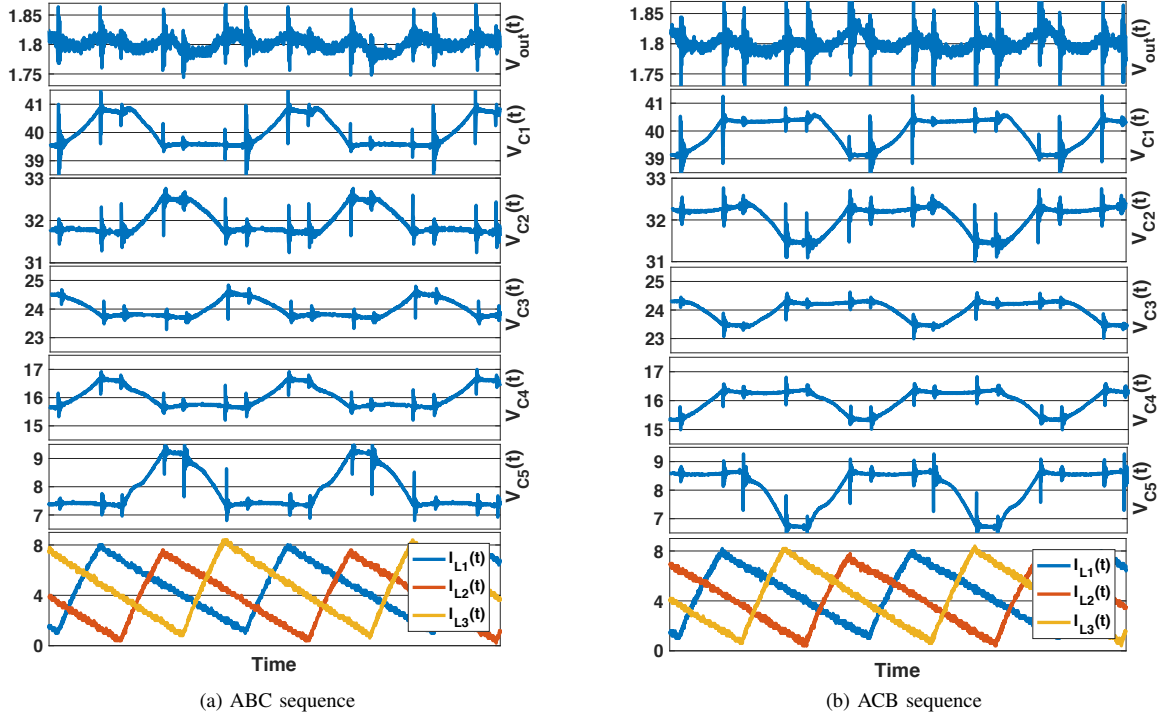 1.85
1.8
1.75
V_out(t)
41
40
39
V_C1(t)
33
32
31
V_C2(t)
25
24
23
V_C3(t)
17
16
15
V_C4(t)
9
8
7
V_C5(t)
8
4
0
I_L1(t)
I_L2(t)
I_L3(t)
Time
(a) ABC sequence
1.85
1.8
1.75
V_out(t)
41
40
39
V_C1(t)
33
32
31
V_C2(t)
25
24
23
V_C3(t)
17
16
15
V_C4(t)
9
8
7
V_C5(t)
8
4
0
I_L1(t)
I_L2(t)
I_L3(t)
Time
(b) ACB sequence